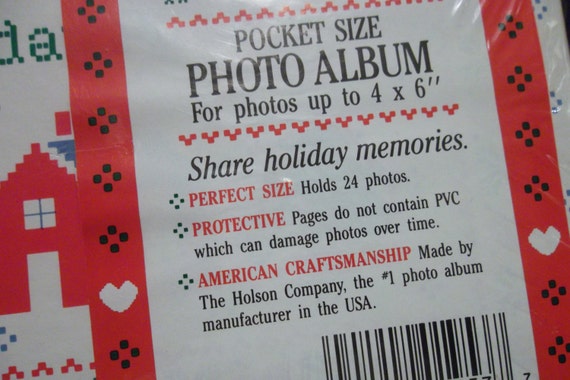 da
POCKET SIZE
PHOTO ALBUM
For photos up to 4 x 6"
Share holiday memories.
PERFECT SIZE Holds 24 photos.
PROTECTIVE Pages do not contain PVC
which can damage photos over time.
AMERICAN CRAFTSMANSHIP Made by
The Holson Company, the #1 photo album
manufacturer in the USA.
7